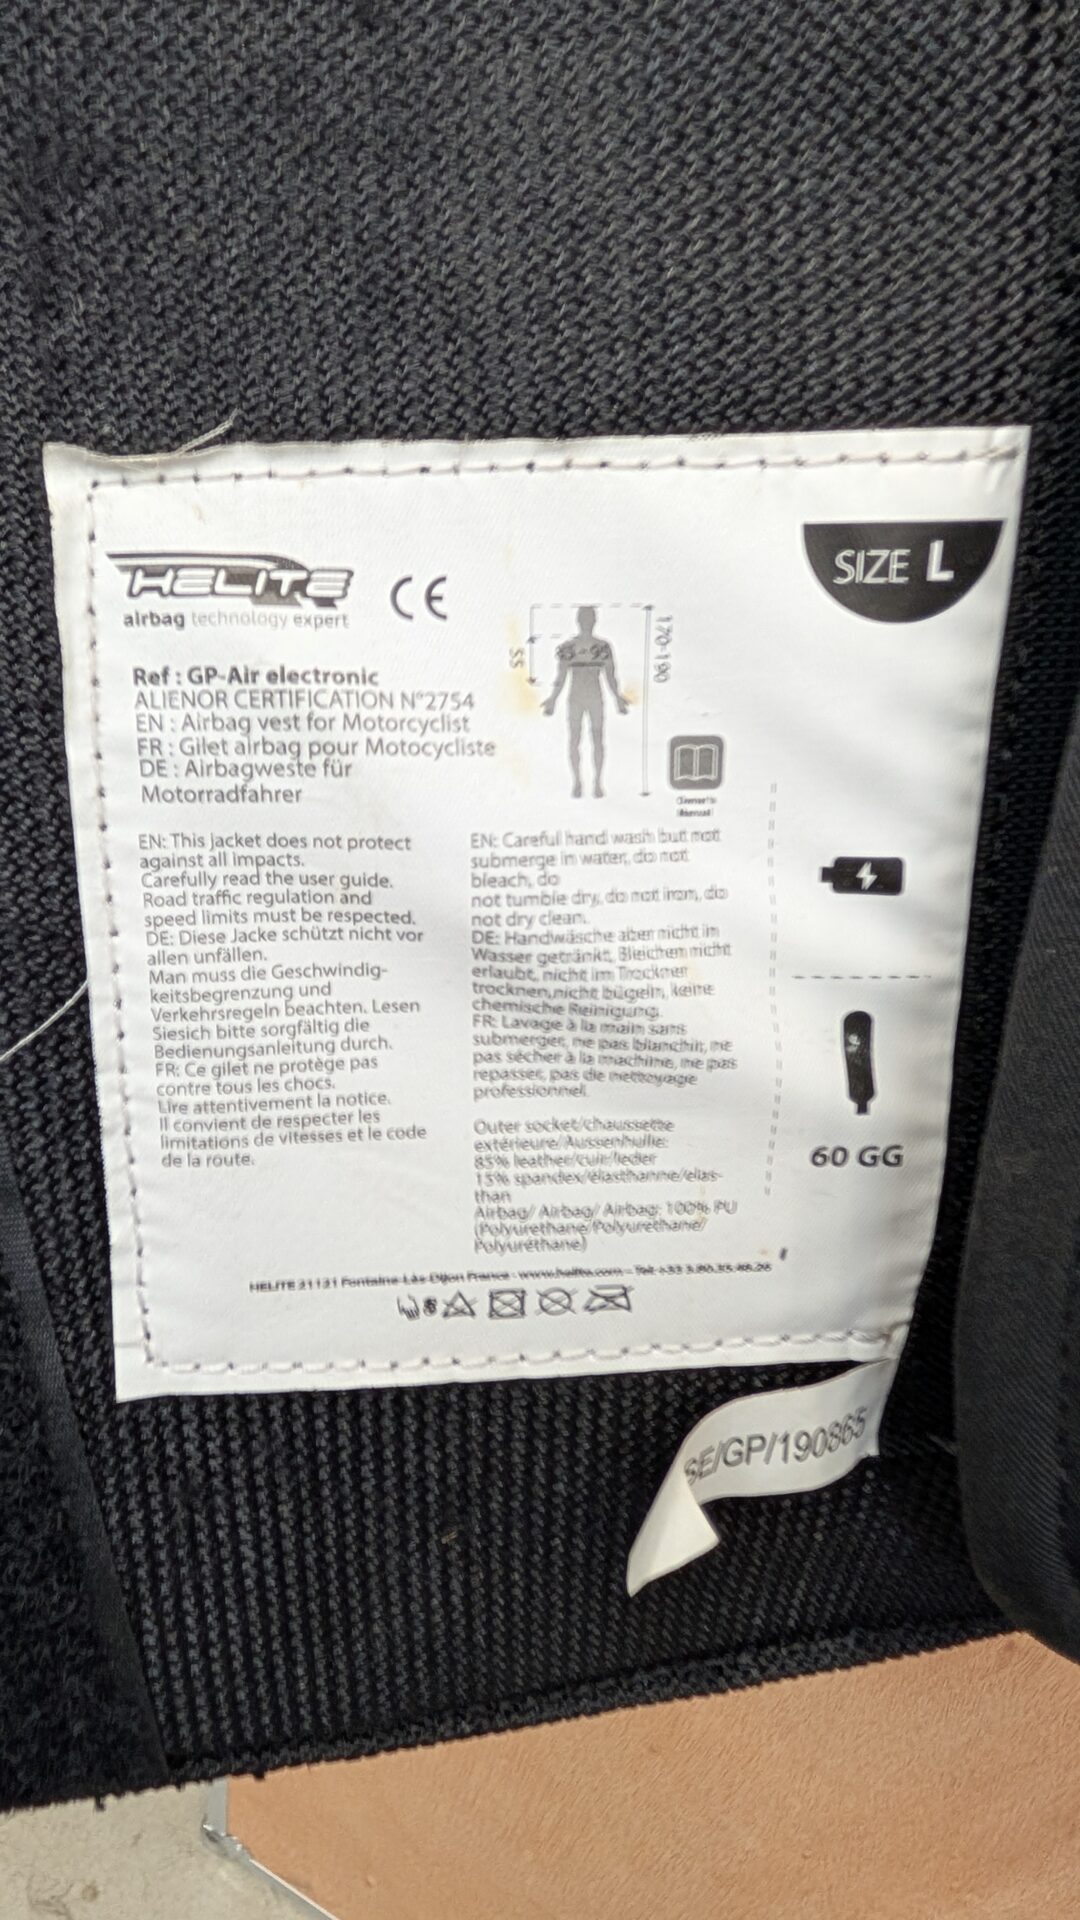 HELITE
airbag technology expert
CE
SIZE L
Ref : GP-Air electronic
ALIENOR CERTIFICATION N°2754
EN : Airbag vest for Motorcyclist
FR : Gilet airbag pour Motocycliste
DE : Airbagweste für
Motorradfahrer
55
170-190
Owner's
Manual
EN: This jacket does not protect
against all impacts.
Carefully read the user guide.
Road traffic regulation and
speed limits must be respected.
DE: Diese Jacke schützt nicht vor
allen unfällen.
Man muss die Geschwindig-
keitsbegrenzung und
Verkehrsregeln beachten. Lesen
Siesich bitte sorgfältig die
Bedienungsanleitung durch.
FR: Ce gilet ne protège pas
contre tous les chocs.
Lire attentivement la notice.
Il convient de respecter les
limitations de vitesses et le code
de la route.
EN: Careful hand wash but not
submerge in water, do not
bleach, do
not tumble dry, do not iron, do
not dry clean.
DE: Handwäsche aber nicht im
Wasser getränkt, Bleichen nicht
erlaubt, nicht im Trockner
trocknen, nicht bügeln, keine
chemische Reinigung.
FR: Lavage à la main sans
submerger, ne pas blanchir, ne
pas sécher à la machine, ne pas
repasser, pas de nettoyage
professionnel.
Outer socket/chaussette
extérieure/Aussenhulle:
85% leather/cuir/leder
15% spandex/élasthanne/elas-
than
Airbag/ Airbag/ Airbag: 100% PU
(Polyurethane/Polyurethane/
Polyuréthane)
60 GG
HELITE 21121 Fontaine-Lès-Dijon France - www.helite.com - Tel:
SE/GP/190865